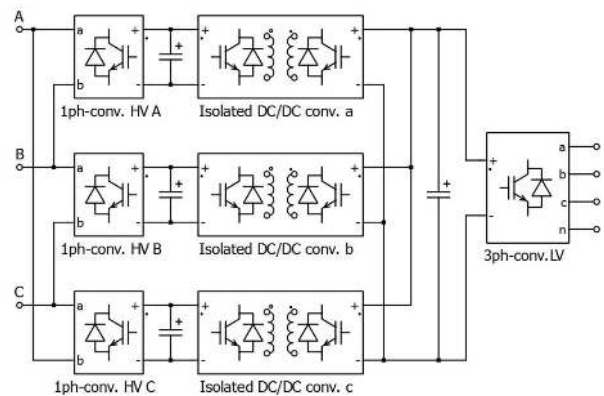 A
a
+
+
+
b
-
-
-
1ph-conv. HV A
Isolated DC/DC conv. a
B
a
+
+
+
b
-
-
-
1ph-conv. HV B
Isolated DC/DC conv. b
C
a
+
+
+
b
-
-
-
1ph-conv. HV C
Isolated DC/DC conv. c
+
+
-
a
b
c
n
3ph-conv.LV